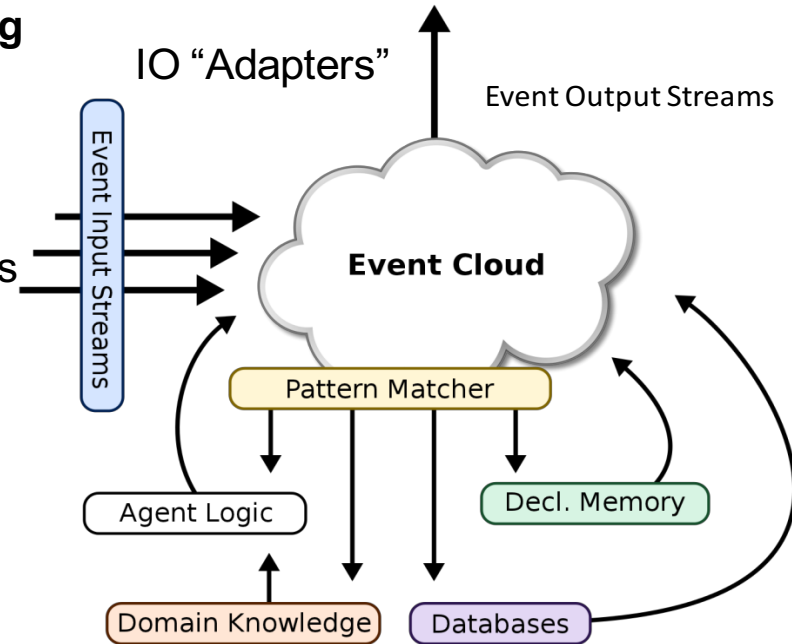 g
IO “Adapters”
Event Output Streams
Event Input Streams
s
Event Cloud
Pattern Matcher
Agent Logic
Decl. Memory
Domain Knowledge
Databases